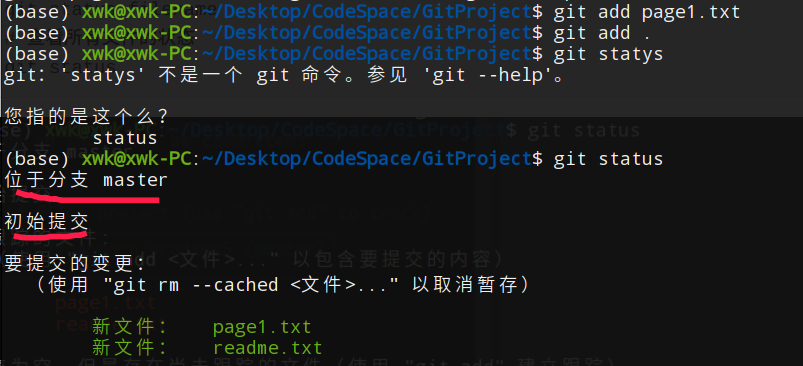 (base) xwk@xwk-PC:~/Desktop/CodeSpace/GitProject$ git add page1.txt
(base) xwk@xwk-PC:~/Desktop/CodeSpace/GitProject$ git add .
(base) xwk@xwk-PC:~/Desktop/CodeSpace/GitProject$ git statys
git: 'statys' 不是一个 git 命令。参见 'git --help'。
您指的是这个么？
status
(base) xwk@xwk-PC:~/Desktop/CodeSpace/GitProject$ git status
位于分支 master
初始提交
要提交的变更：
（使用 "git rm --cached <文件>..." 以取消暂存）
新文件： page1.txt
新文件： readme.txt